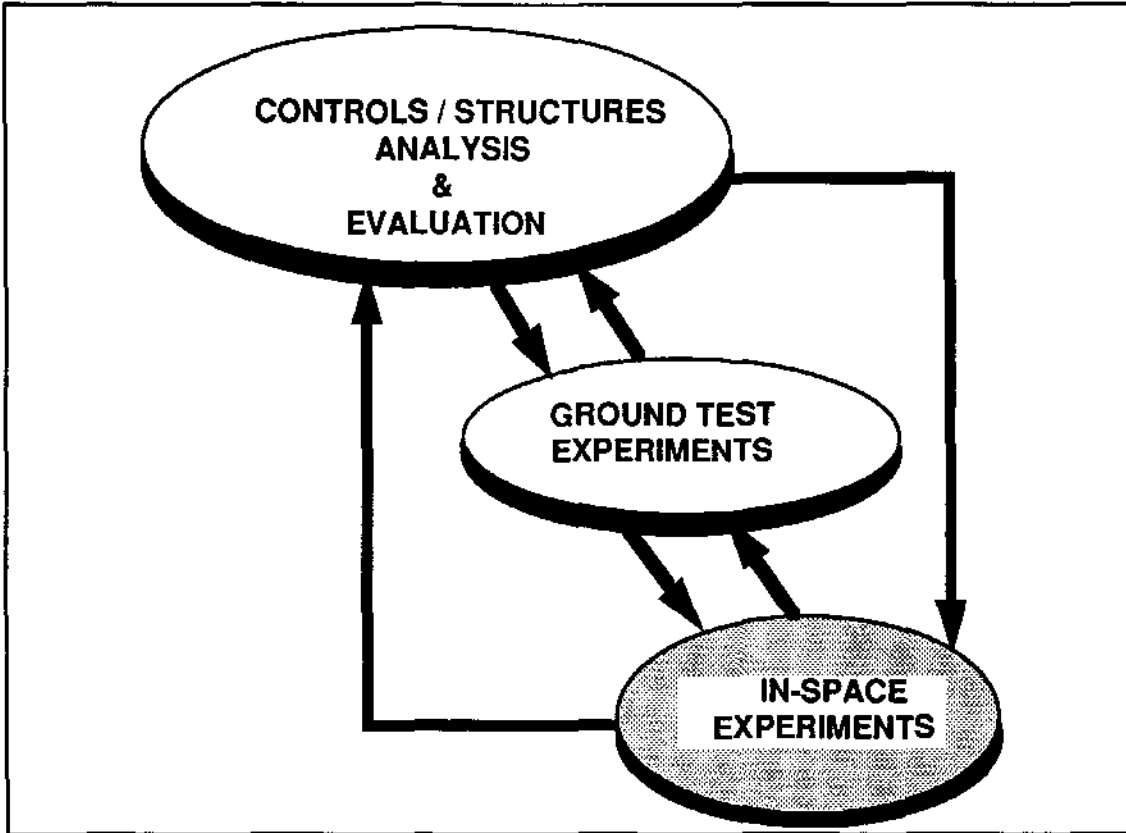 CONTROLS / STRUCTURES
ANALYSIS
&
EVALUATION
GROUND TEST
EXPERIMENTS
IN-SPACE
EXPERIMENTS